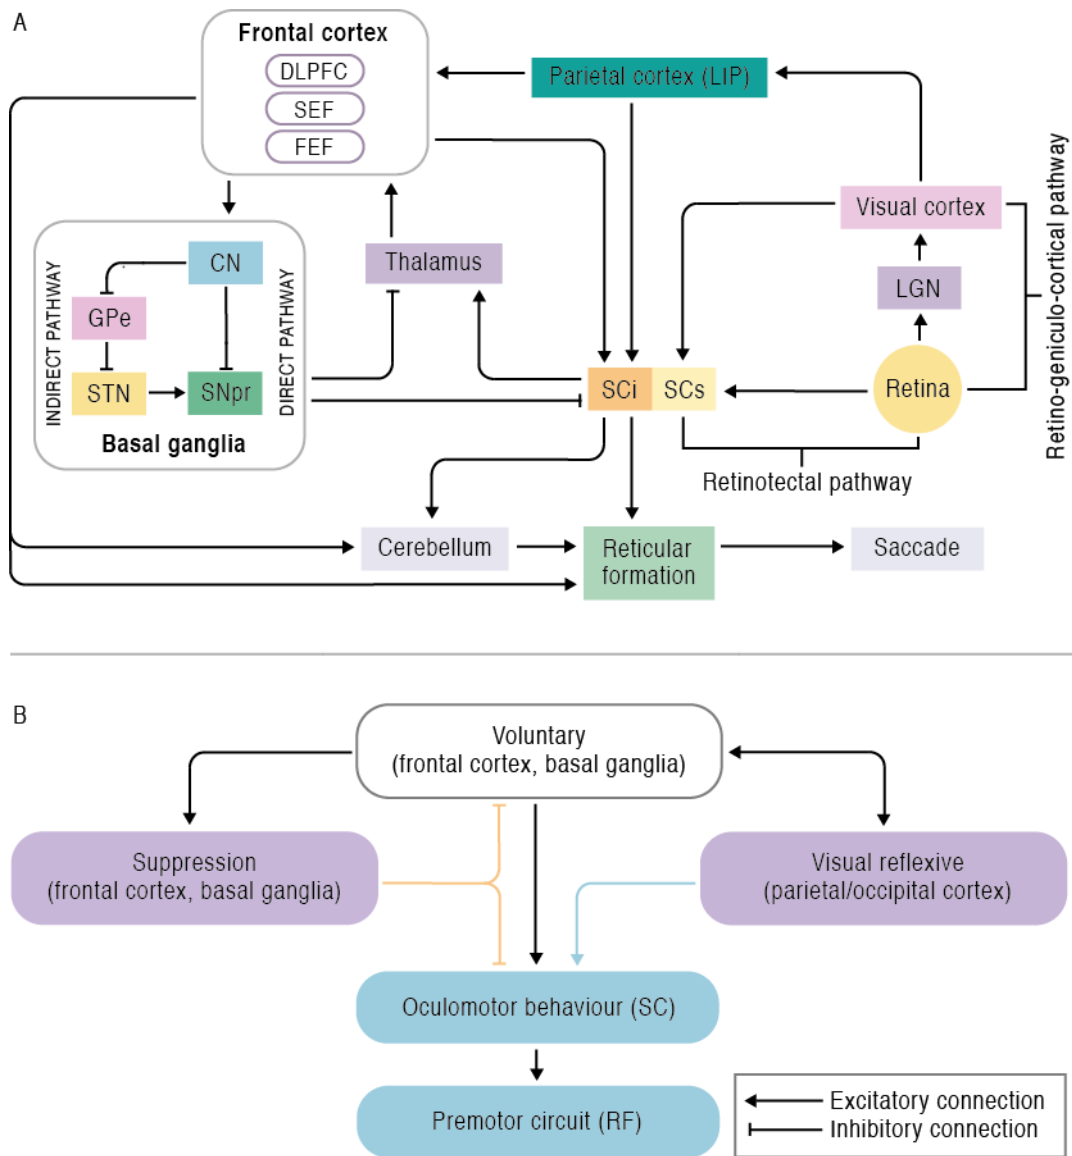 A
Frontal cortex
DLPFC
SEF
FEF
Parietal cortex (LIP)
Visual cortex
LGN
Retina
Retino-geniculo-cortical pathway
Thalamus
CN
GPe
STN
SNpr
INDIRECT PATHWAY
DIRECT PATHWAY
Basal ganglia
SCi
SCs
Retinotectal pathway
Cerebellum
Reticular
formation
Saccade
B
Voluntary
(frontal cortex, basal ganglia)
Suppression
(frontal cortex, basal ganglia)
Visual reflexive
(parietal/occipital cortex)
Oculomotor behaviour (SC)
Premotor circuit (RF)
Excitatory connection
Inhibitory connection